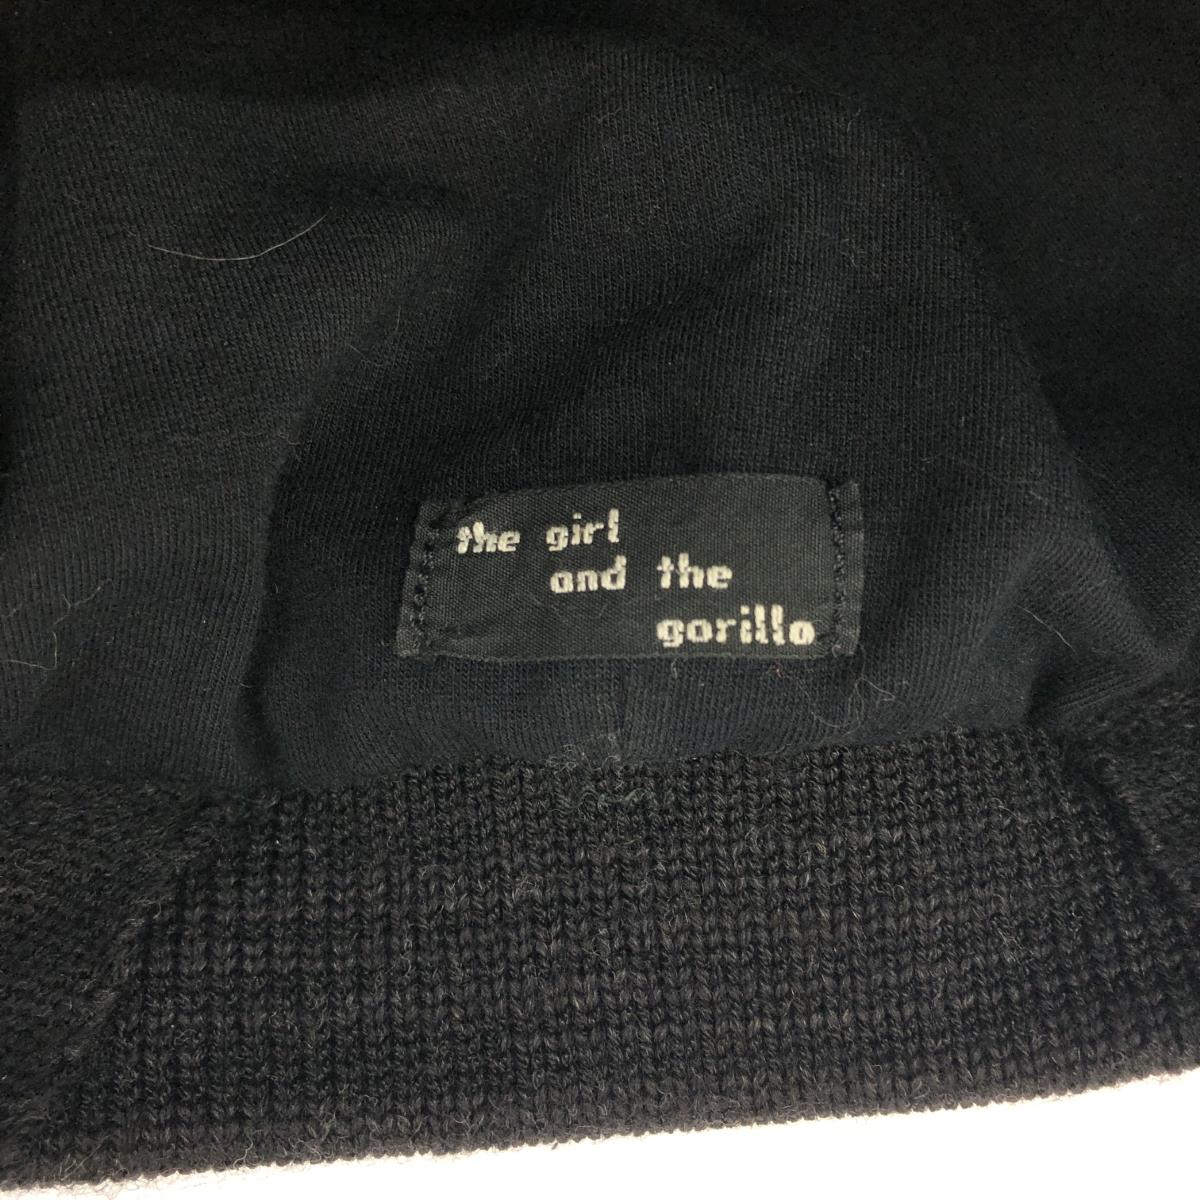 the girl
and the
gorilla